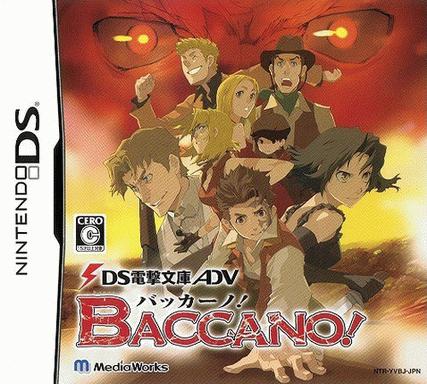 NINTENDO DS™
CERO
C
DS電撃文庫ADV
バッカーノ!
BACCANO!
MediaWorks
NTR-YVBJ-JPN